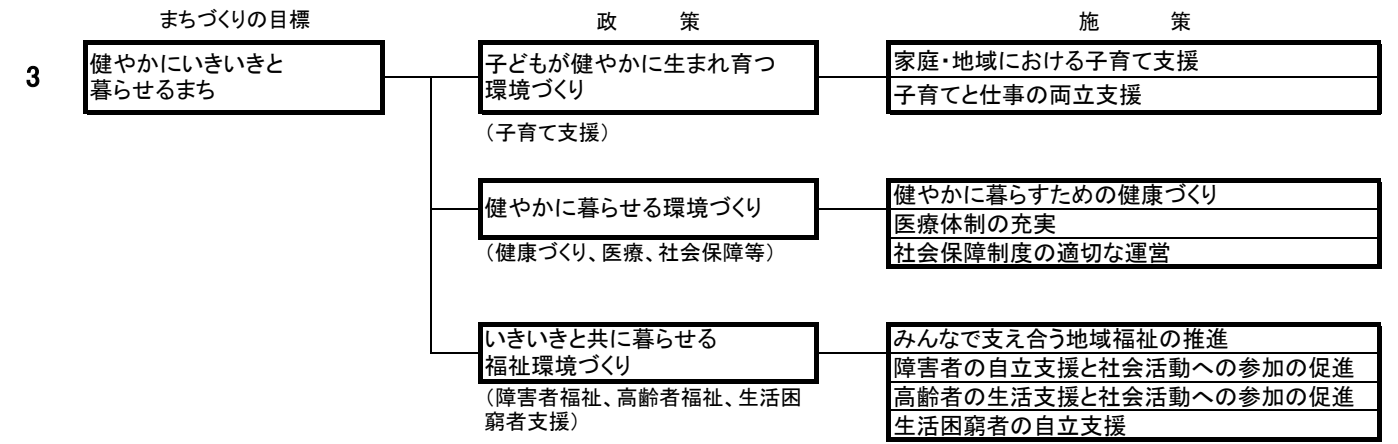 まちづくりの目標
政 策
施 策
3
健やかにいきいきと
暮らせるまち
子どもが健やかに生まれ育つ
環境づくり
(子育て支援)
家庭・地域における子育て支援
子育てと仕事の両立支援
健やかに暮らせる環境づくり
(健康づくり、医療、社会保障等)
健やかに暮らすための健康づくり
医療体制の充実
社会保障制度の適切な運営
いきいきと共に暮らせる
福祉環境づくり
(障害者福祉、高齢者福祉、生活困
窮者支援)
みんなで支え合う地域福祉の推進
障害者の自立支援と社会活動への参加の促進
高齢者の生活支援と社会活動への参加の促進
生活困窮者の自立支援